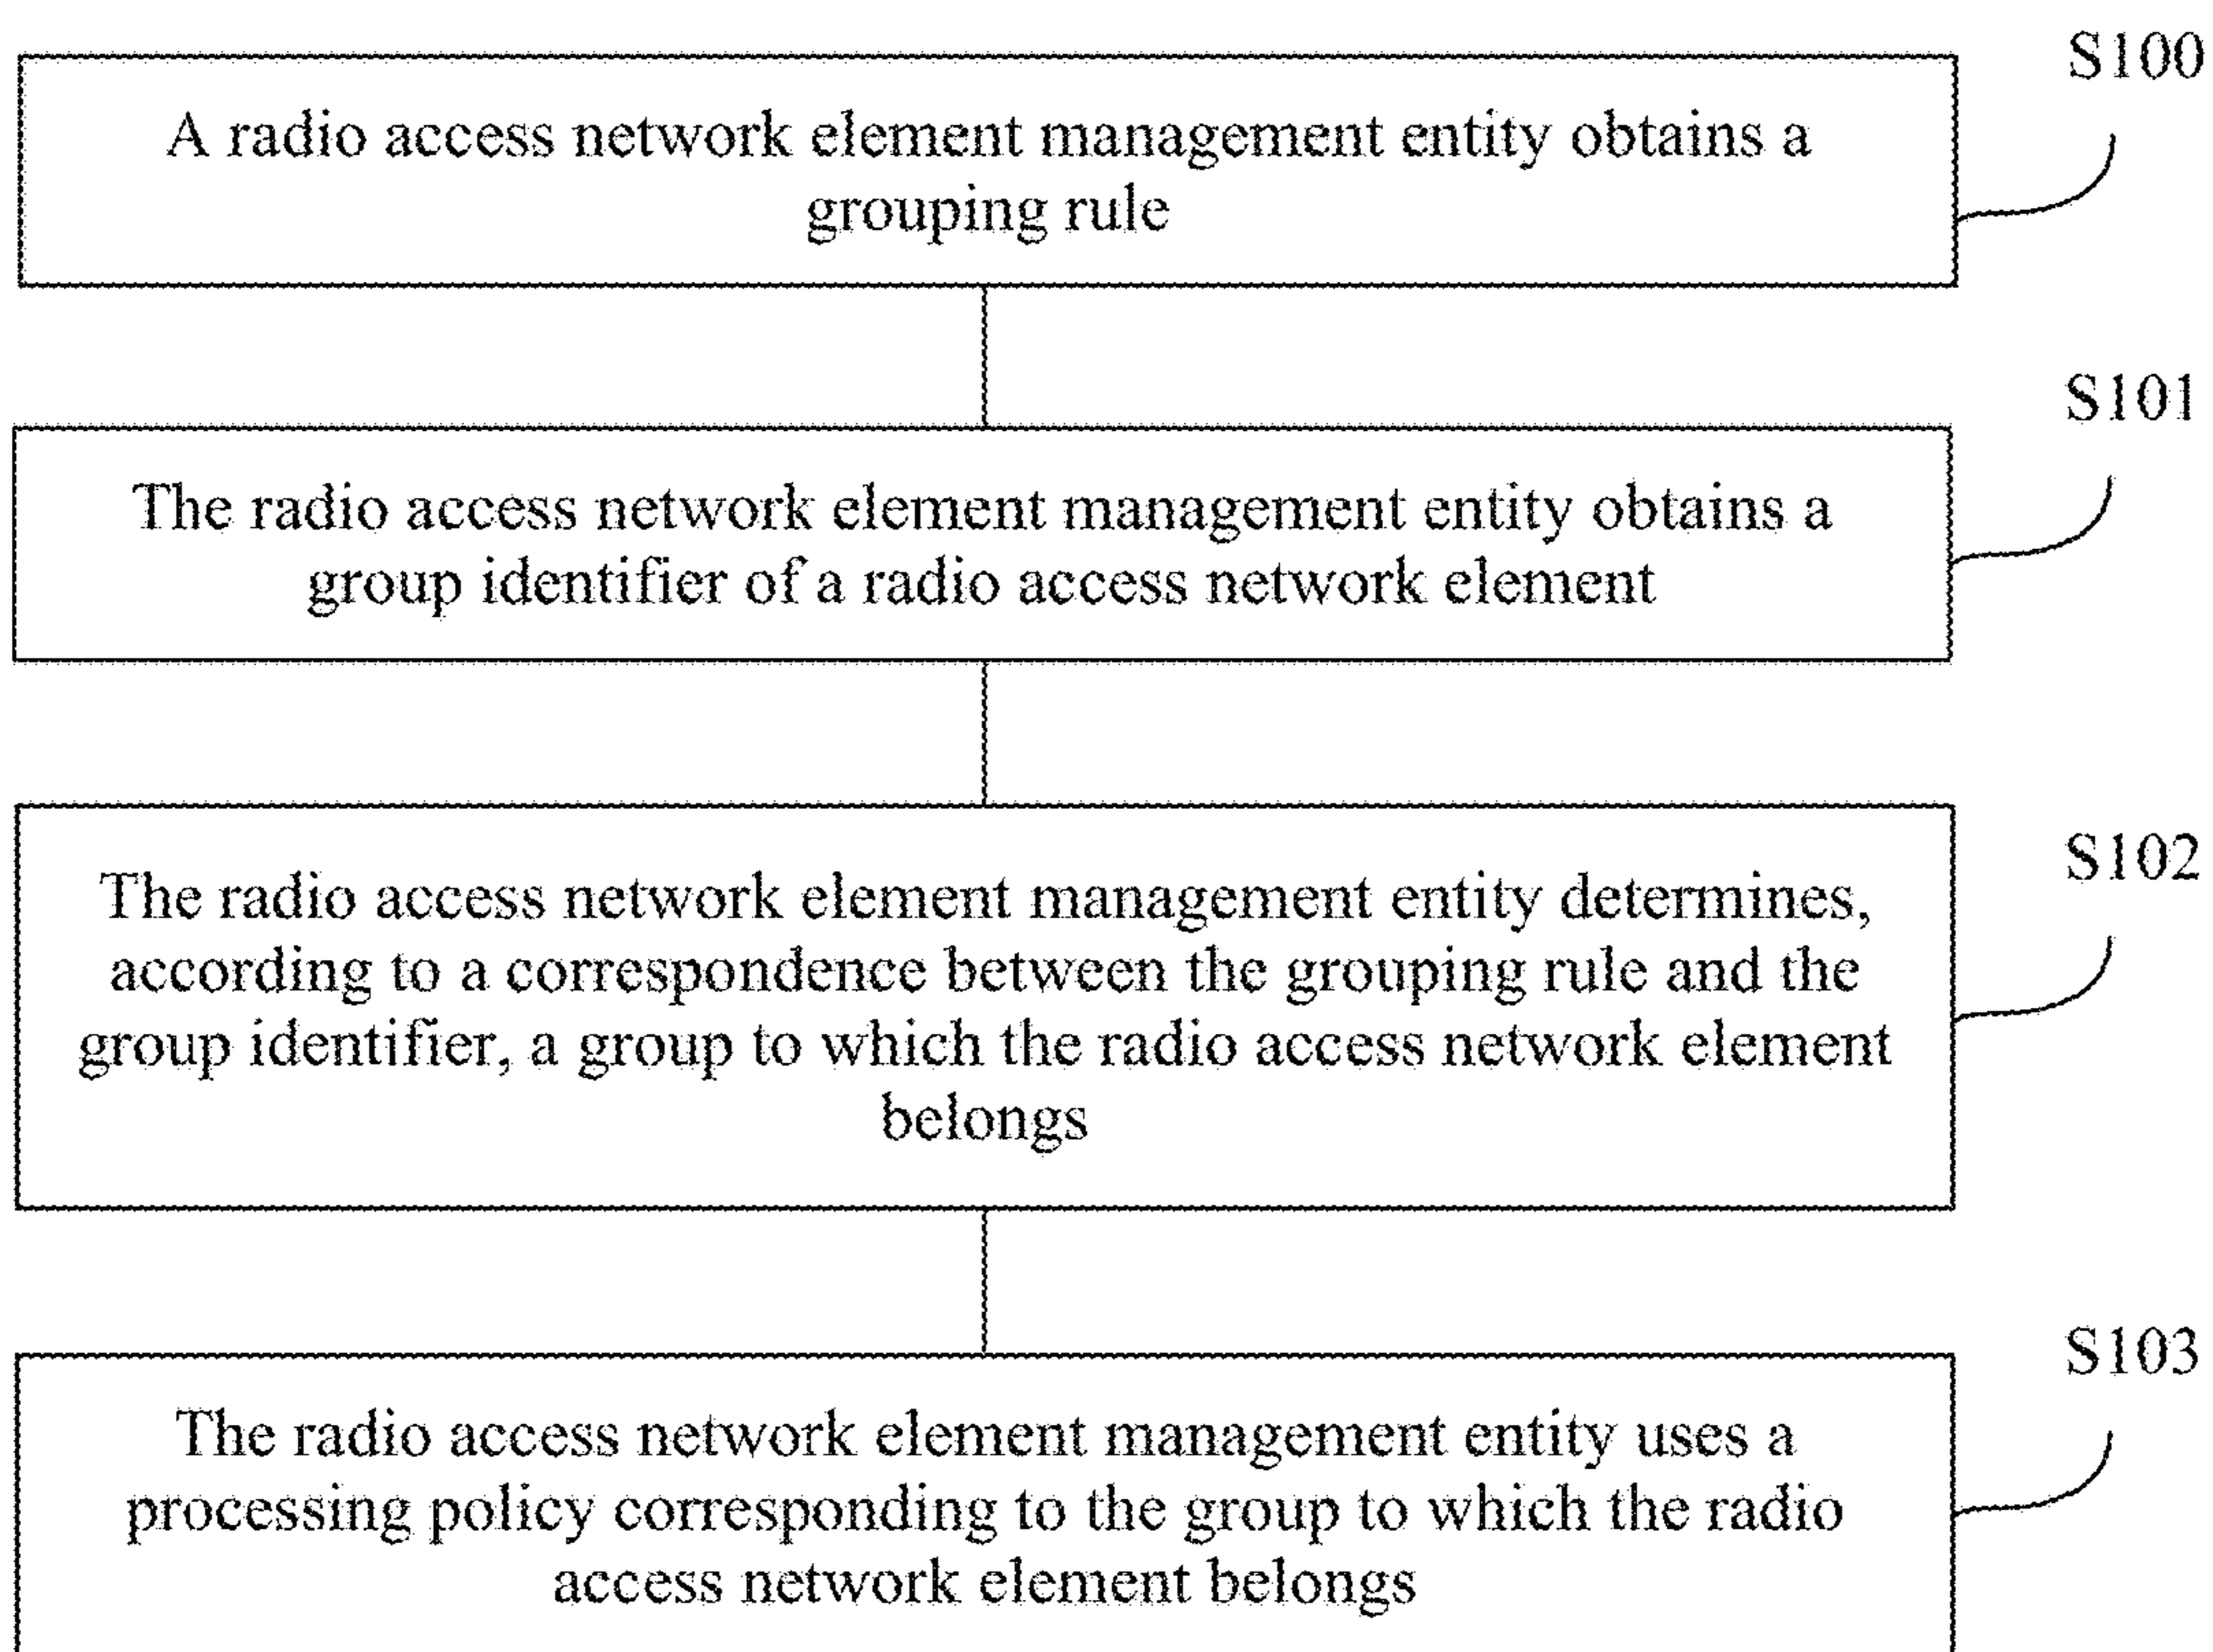 S100
A radio access network element management entity obtains a
grouping rule
S101
The radio access network element management entity obtains a
group identifier of a radio access network element
S102
The radio access network element management entity determines,
according to a correspondence between the grouping rule and the
group identifier, a group to which the radio access network element
belongs
S103
The radio access network element management entity uses a
processing policy corresponding to the group to which the radio
access network element belongs